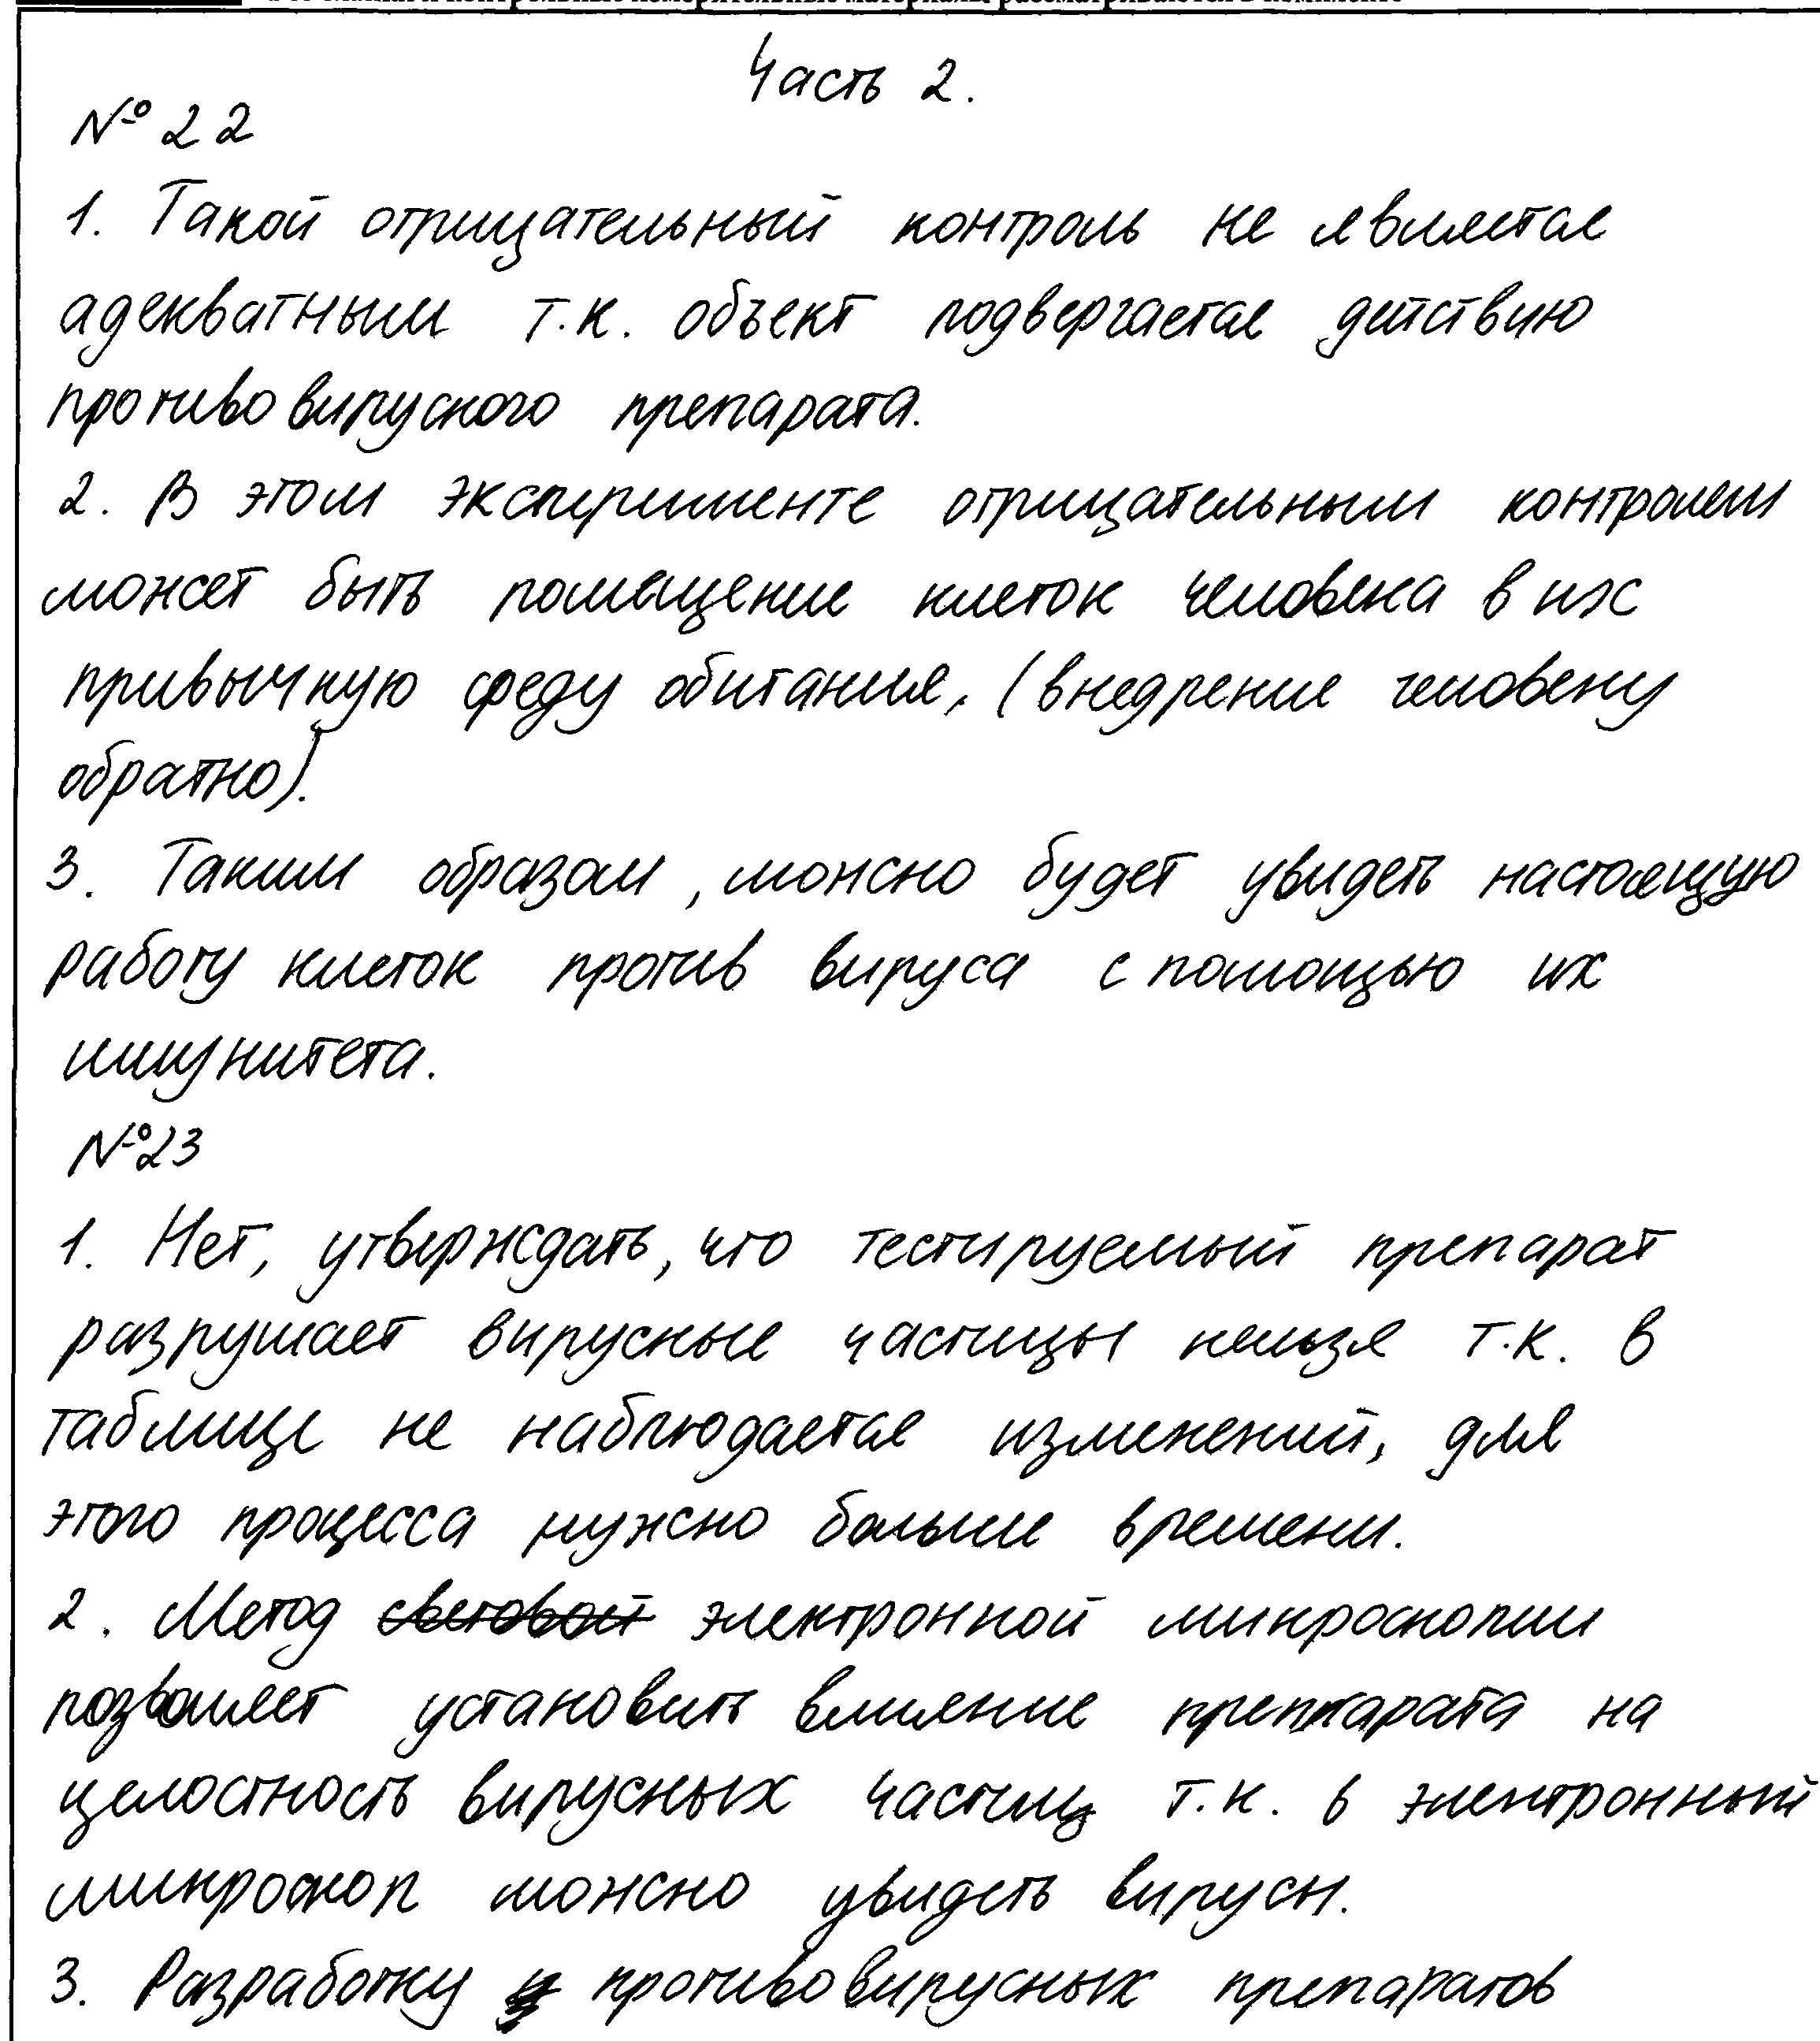 Часть 2.
№ 22
1. Такой отрицательный контроль не является
адекватным т.к. объект подвергается действию
противовирусного препарата.
2. В этом эксперименте отрицательным контролем
может быть помещение клеток человека в их
привычную среду обитания, (внедрение человеку
обратно).
3. Таким образом, можно будет увидеть настоящую
работу клеток против вируса с помощью их
иммунитета.
№23
1. Нет, утверждать, что тестируемый препарат
разрушает вирусные частицы нельзя т.к. в
таблице не наблюдается изменений, для
этого процесса нужно больше времени.
2. Метод световой электронной микроскопии
позволяет установить влияние препарата на
целостность вирусных частиц т.к. в электронный
микроскоп можно увидеть вирусы.
3. Разработку противовирусных препаратов